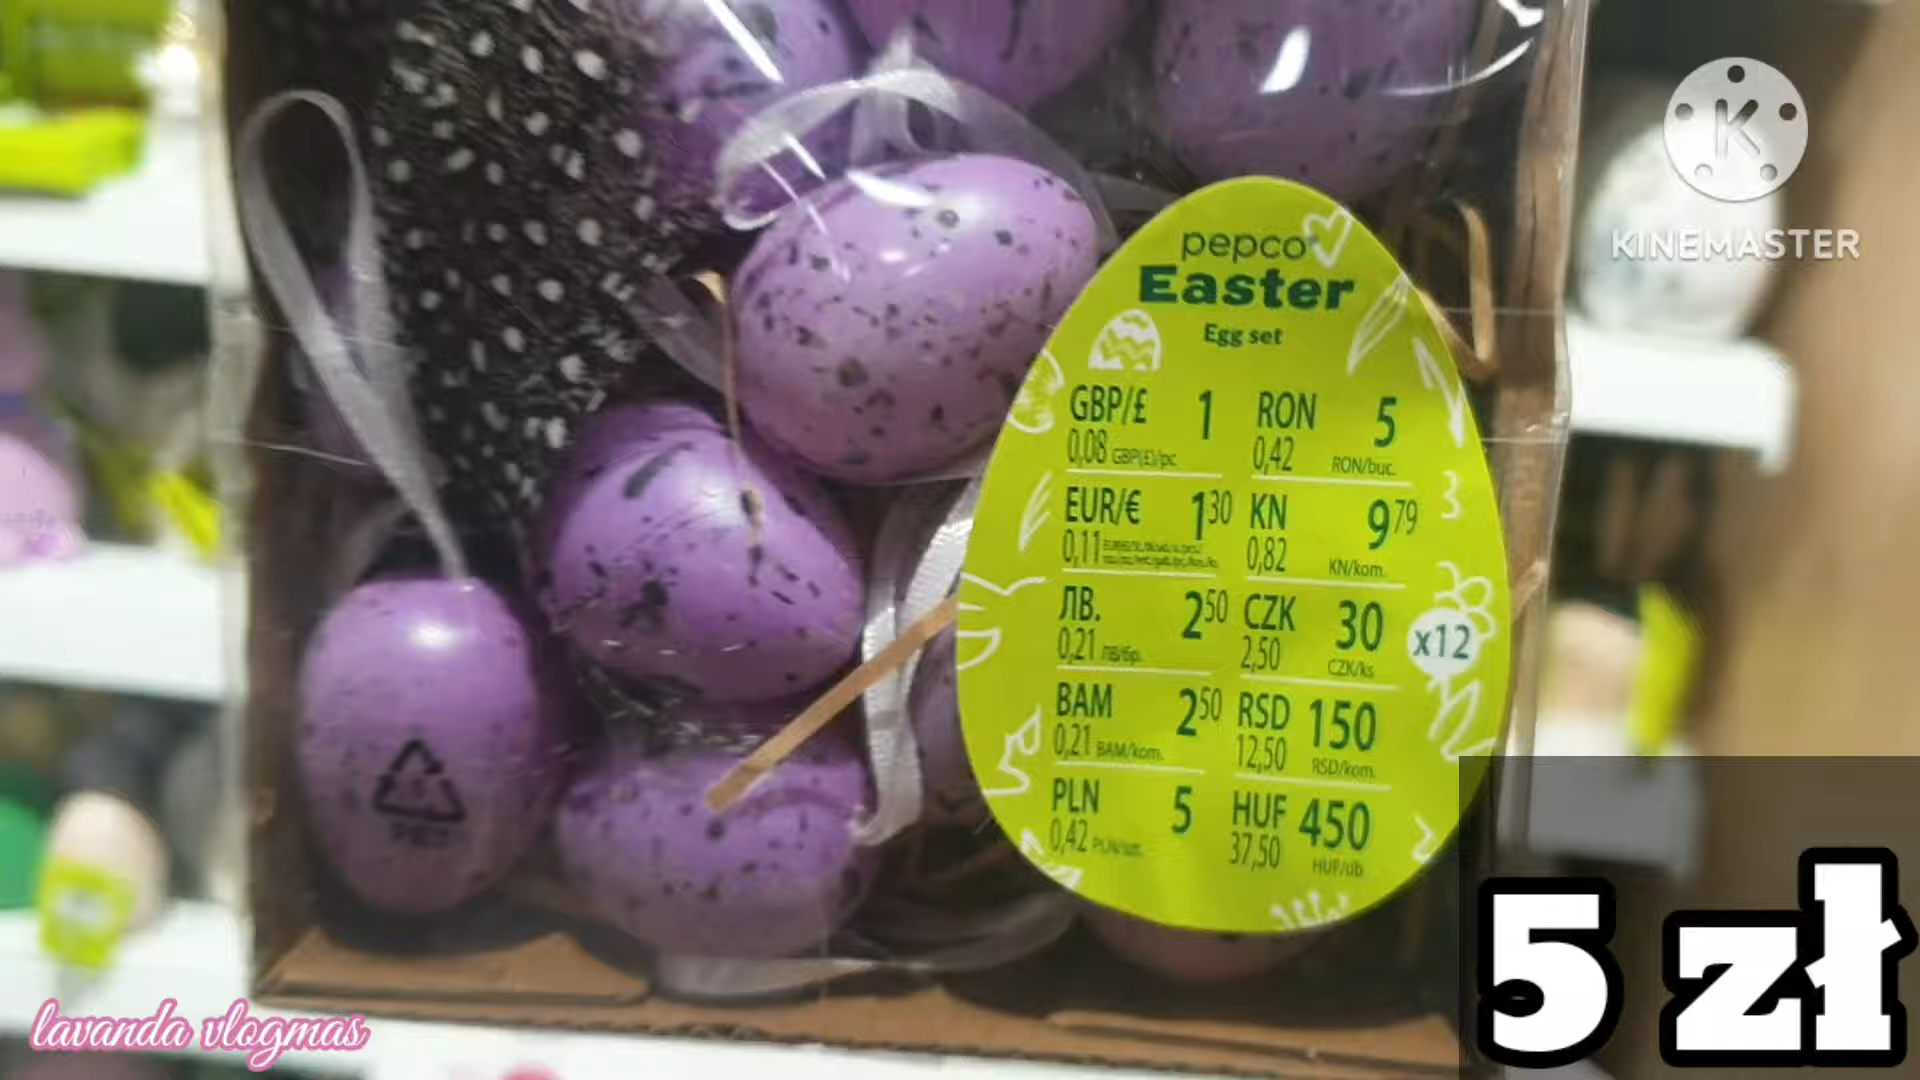 KINEMASTER
pepco
Easter
Egg set
GBP/£ 1 RON 5
0,08 GBP(£)/pc. 0,42 RON/buc.
EUR/€ 1 30 KN 9 79
0,11 0,82 KN/kom.
ЛВ. 2 50 CZK 30
0,21 ЛВ/бр. 2,50 CZK/ks
x12
BAM 2 50 RSD 150
0,21 BAM/kom. 12,50 RSD/kom.
PLN 5 HUF 450
0,42 PLN/szt. 37,50 HUF/db
PET
5 zł
lavanda vlogmas